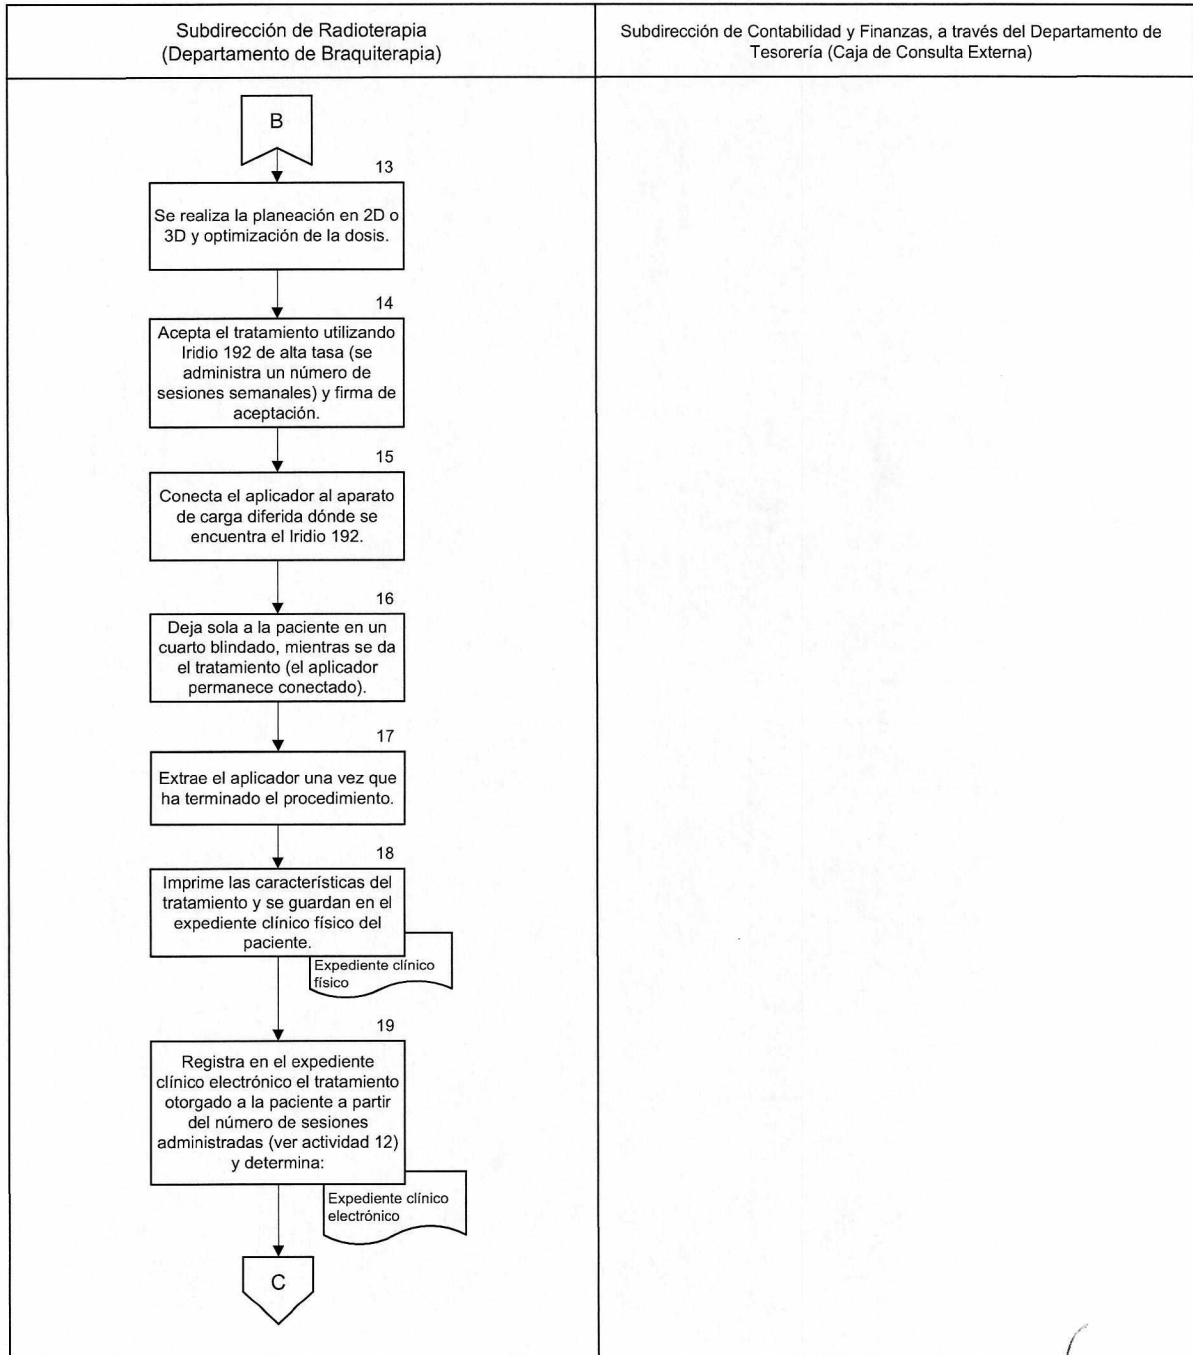 Subdirección de Radioterapia
(Departamento de Braquiterapia)
Subdirección de Contabilidad y Finanzas, a través del Departamento de
Tesorería (Caja de Consulta Externa)
B
13
Se realiza la planeación en 2D o
3D y optimización de la dosis.
14
Acepta el tratamiento utilizando
Iridio 192 de alta tasa (se
administra un número de
sesiones semanales) y firma de
aceptación.
15
Conecta el aplicador al aparato
de carga diferida dónde se
encuentra el Iridio 192.
16
Deja sola a la paciente en un
cuarto blindado, mientras se da
el tratamiento (el aplicador
permanece conectado).
17
Extrae el aplicador una vez que
ha terminado el procedimiento.
18
Imprime las características del
tratamiento y se guardan en el
expediente clínico físico del
paciente.
Expediente clínico
físico
19
Registra en el expediente
clínico electrónico el tratamiento
otorgado a la paciente a partir
del número de sesiones
administradas (ver actividad 12)
y determina:
Expediente clínico
electrónico
C